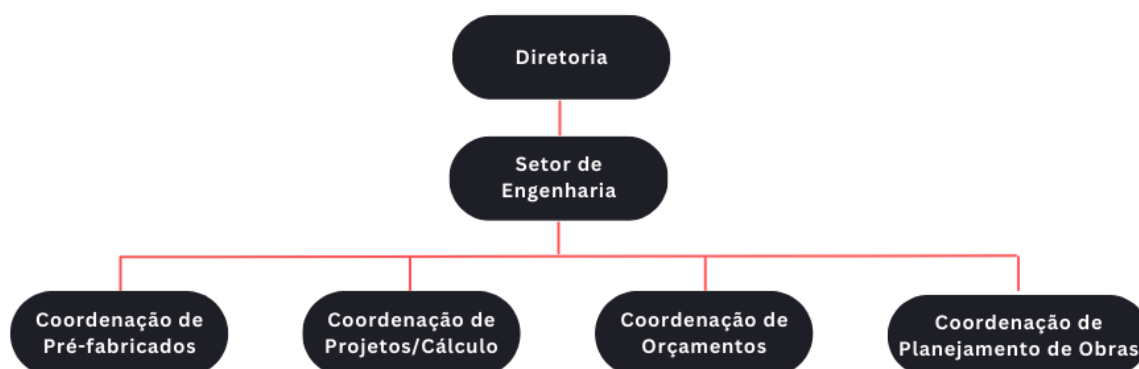 Diretoria
Setor de
Engenharia
Coordenação de
Pré-fabricados
Coordenação de
Projetos/Cálculo
Coordenação de
Orçamentos
Coordenação de
Planejamento de Obras